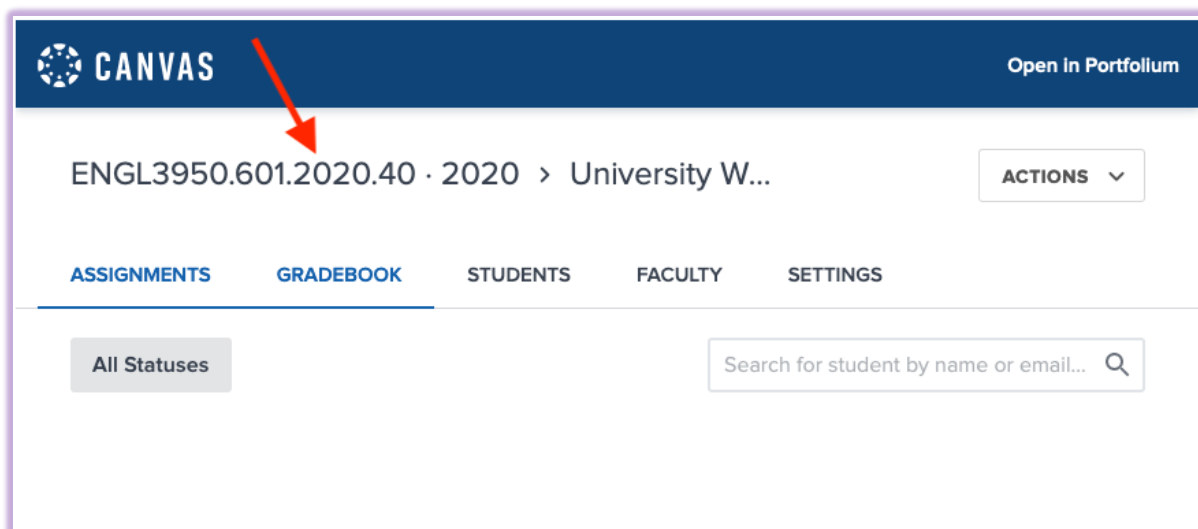 CANVAS
Open in Portfolium
ENGL3950.601.2020.40 · 2020 > University W...
ACTIONS
ASSIGNMENTS GRADEBOOK STUDENTS FACULTY SETTINGS
All Statuses
Search for student by name or email...